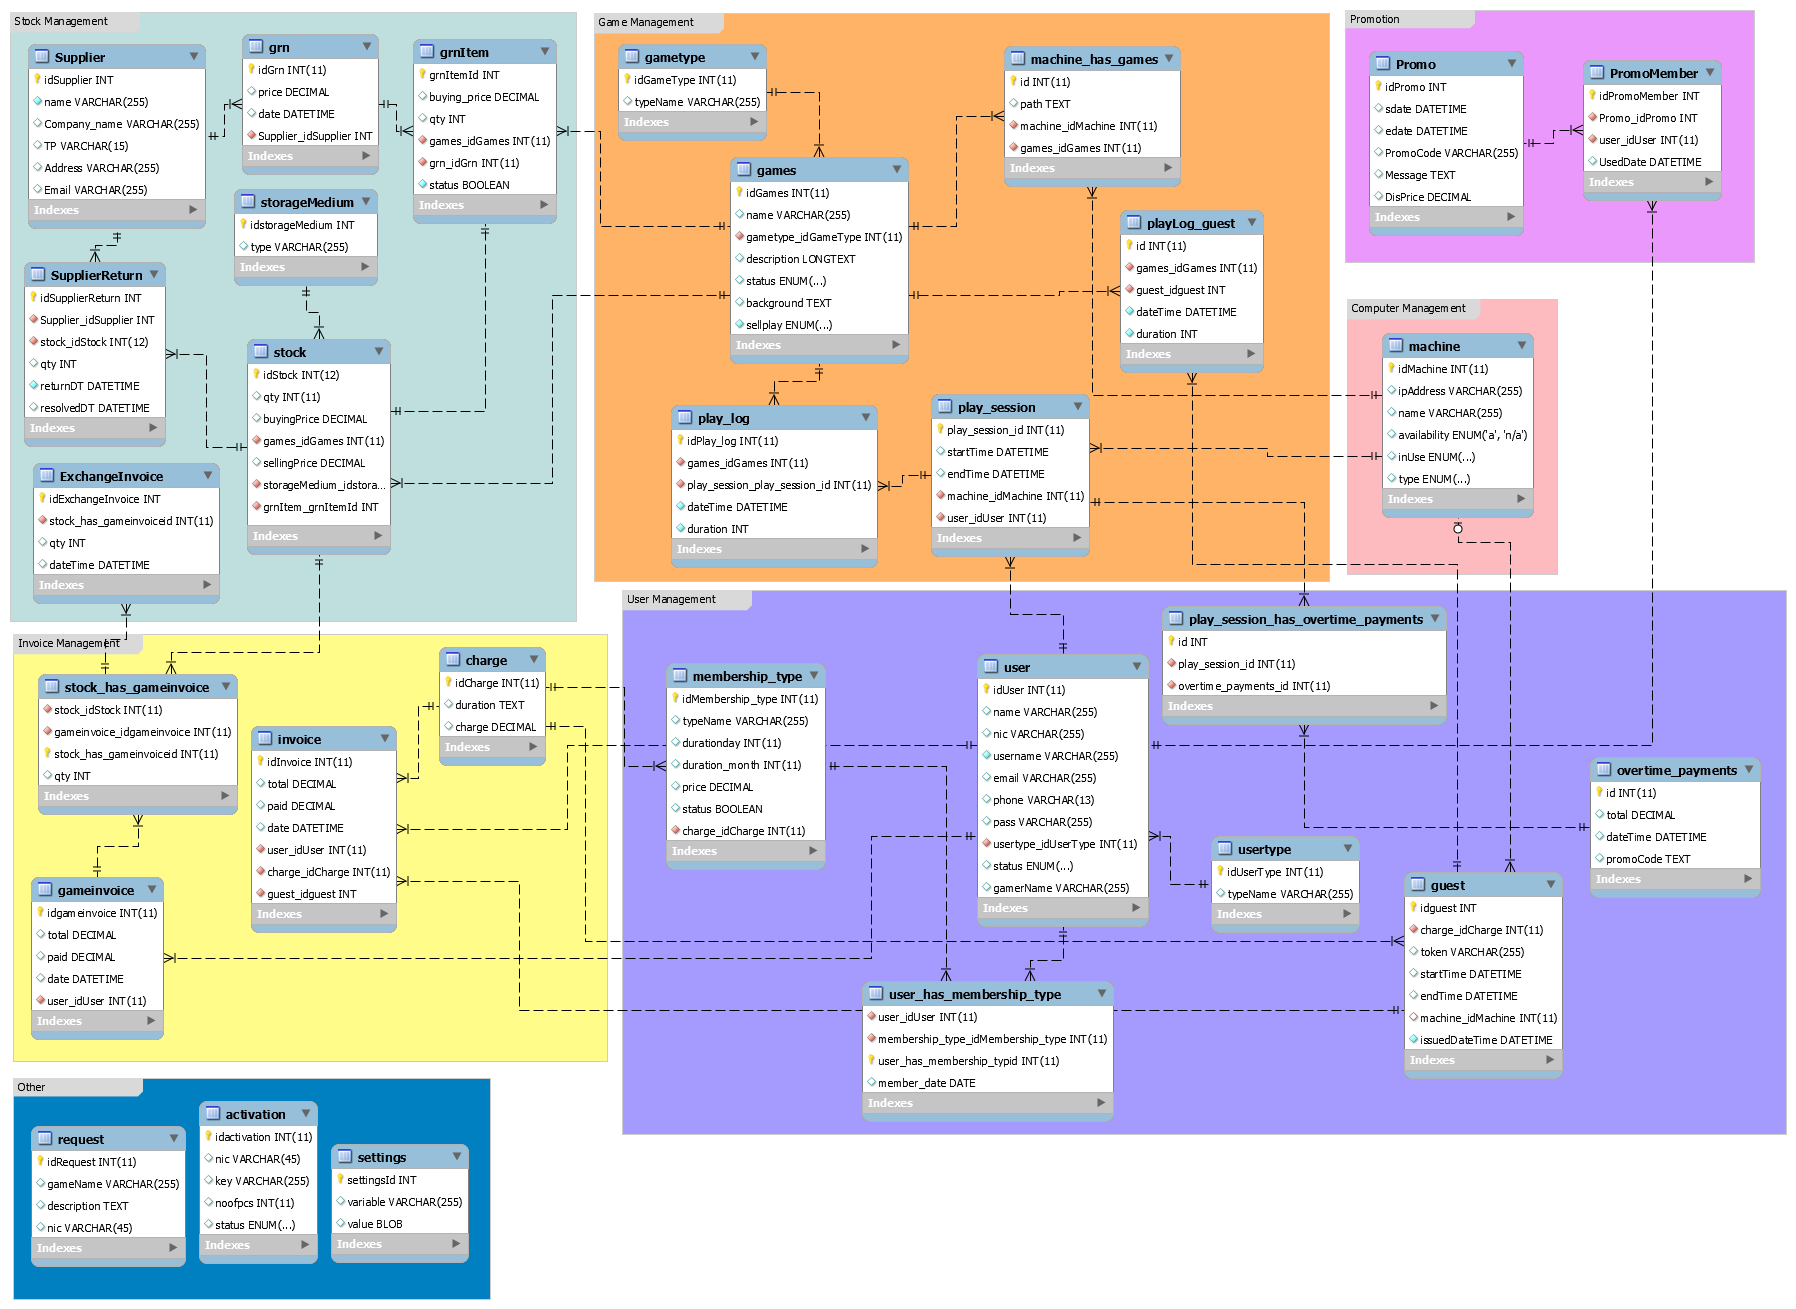 Stock Management
Supplier
idSupplier INT
name VARCHAR(255)
Company_name VARCHAR(255)
TP VARCHAR(15)
Address VARCHAR(255)
Email VARCHAR(255)
Indexes
grn
idGrn INT(11)
price DECIMAL
date DATETIME
Supplier_idSupplier INT
Indexes
grnItem
grnItemId INT
buying_price DECIMAL
qty INT
games_idGames INT(11)
grn_idGrn INT(11)
status BOOLEAN
Indexes
storageMedium
idstorageMedium INT
type VARCHAR(255)
Indexes
SupplierReturn
idSupplierReturn INT
Supplier_idSupplier INT
stock_idStock INT(12)
qty INT
returnDT DATETIME
resolvedDT DATETIME
Indexes
stock
idStock INT(12)
qty INT(11)
buyingPrice DECIMAL
games_idGames INT(11)
sellingPrice DECIMAL
storageMedium_idstora...
grnItem_grnItemId INT
Indexes
ExchangeInvoice
idExchangeInvoice INT
stock_has_gameinvoiceid INT(11)
qty INT
dateTime DATETIME
Indexes
Game Management
gametype
idGameType INT(11)
typeName VARCHAR(255)
Indexes
games
idGames INT(11)
name VARCHAR(255)
gametype_idGameType INT(11)
description LONGTEXT
status ENUM(...)
background TEXT
sellplay ENUM(...)
Indexes
machine_has_games
id INT(11)
path TEXT
machine_idMachine INT(11)
games_idGames INT(11)
Indexes
playLog_guest
id INT(11)
games_idGames INT(11)
guest_idguest INT
dateTime DATETIME
duration INT
Indexes
play_log
idPlay_log INT(11)
games_idGames INT(11)
play_session_play_session_id INT(11)
dateTime DATETIME
duration INT
Indexes
play_session
play_session_id INT(11)
startTime DATETIME
endTime DATETIME
machine_idMachine INT(11)
user_idUser INT(11)
Indexes
Promotion
Promo
idPromo INT
sdate DATETIME
edate DATETIME
PromoCode VARCHAR(255)
Message TEXT
DisPrice DECIMAL
Indexes
PromoMember
idPromoMember INT
Promo_idPromo INT
user_idUser INT(11)
UsedDate DATETIME
Indexes
Computer Management
machine
idMachine INT(11)
ipAddress VARCHAR(255)
name VARCHAR(255)
availability ENUM('a', 'n/a')
inUse ENUM(...)
type ENUM(...)
Indexes
Invoice Management
stock_has_gameinvoice
stock_idStock INT(11)
gameinvoice_idgameinvoice INT(11)
stock_has_gameinvoiceid INT(11)
qty INT
Indexes
charge
idCharge INT(11)
duration TEXT
charge DECIMAL
Indexes
invoice
idInvoice INT(11)
total DECIMAL
paid DECIMAL
date DATETIME
user_idUser INT(11)
charge_idCharge INT(11)
guest_idguest INT
Indexes
gameinvoice
idgameinvoice INT(11)
total DECIMAL
paid DECIMAL
date DATETIME
user_idUser INT(11)
Indexes
User Management
membership_type
idMembership_type INT(11)
typeName VARCHAR(255)
durationday INT(11)
duration_month INT(11)
price DECIMAL
status BOOLEAN
charge_idCharge INT(11)
Indexes
user
idUser INT(11)
name VARCHAR(255)
nic VARCHAR(255)
username VARCHAR(255)
email VARCHAR(255)
phone VARCHAR(13)
pass VARCHAR(255)
usertype_idUserType INT(11)
status ENUM(...)
gamerName VARCHAR(255)
Indexes
play_session_has_overtime_payments
id INT
play_session_id INT(11)
overtime_payments_id INT(11)
Indexes
overtime_payments
id INT(11)
total DECIMAL
dateTime DATETIME
promoCode TEXT
Indexes
usertype
idUserType INT(11)
typeName VARCHAR(255)
Indexes
guest
idguest INT
charge_idCharge INT(11)
token VARCHAR(255)
startTime DATETIME
endTime DATETIME
machine_idMachine INT(11)
issuedDateTime DATETIME
Indexes
user_has_membership_type
user_idUser INT(11)
membership_type_idMembership_type INT(11)
user_has_membership_typid INT(11)
member_date DATE
Indexes
Other
request
idRequest INT(11)
gameName VARCHAR(255)
description TEXT
nic VARCHAR(45)
Indexes
activation
idactivation INT(11)
nic VARCHAR(45)
key VARCHAR(255)
noofpcs INT(11)
status ENUM(...)
Indexes
settings
settingsId INT
variable VARCHAR(255)
value BLOB
Indexes